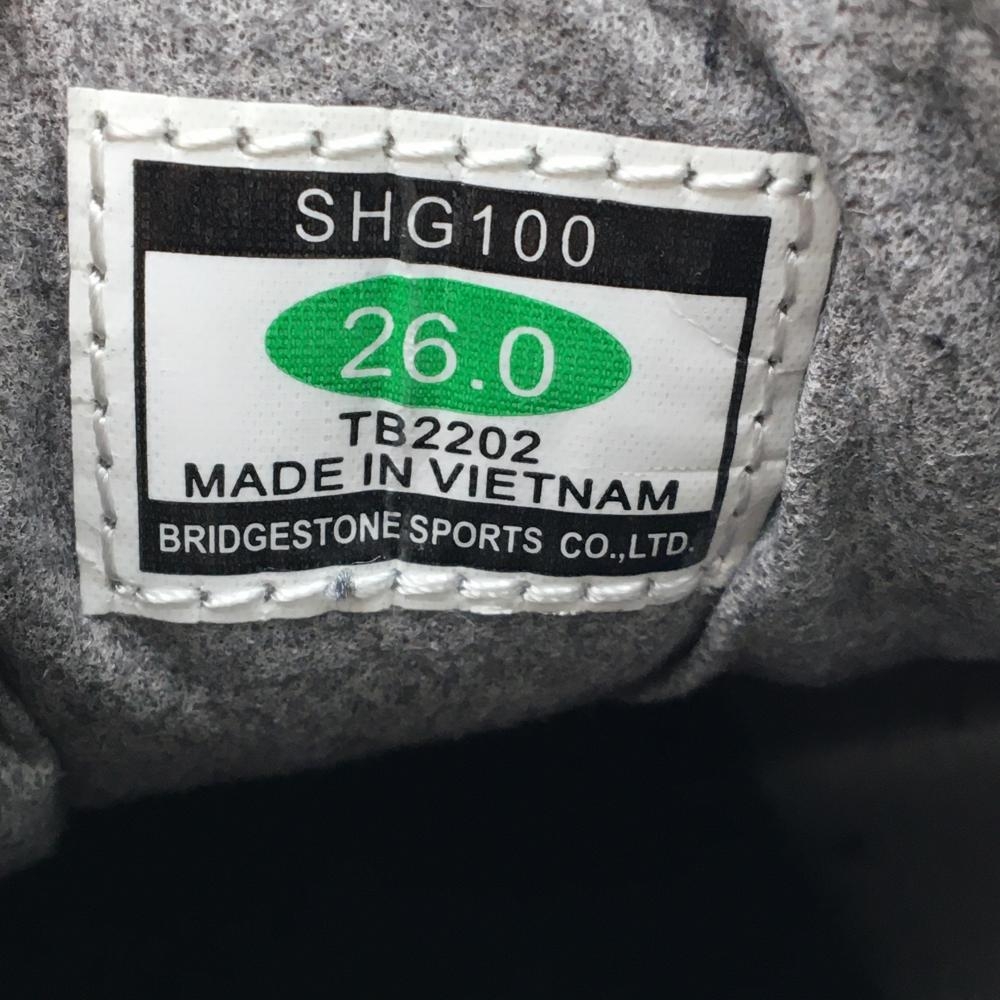 SHG100
26.0
TB2202
MADE IN VIETNAM
BRIDGESTONE SPORTS CO.,LTD.